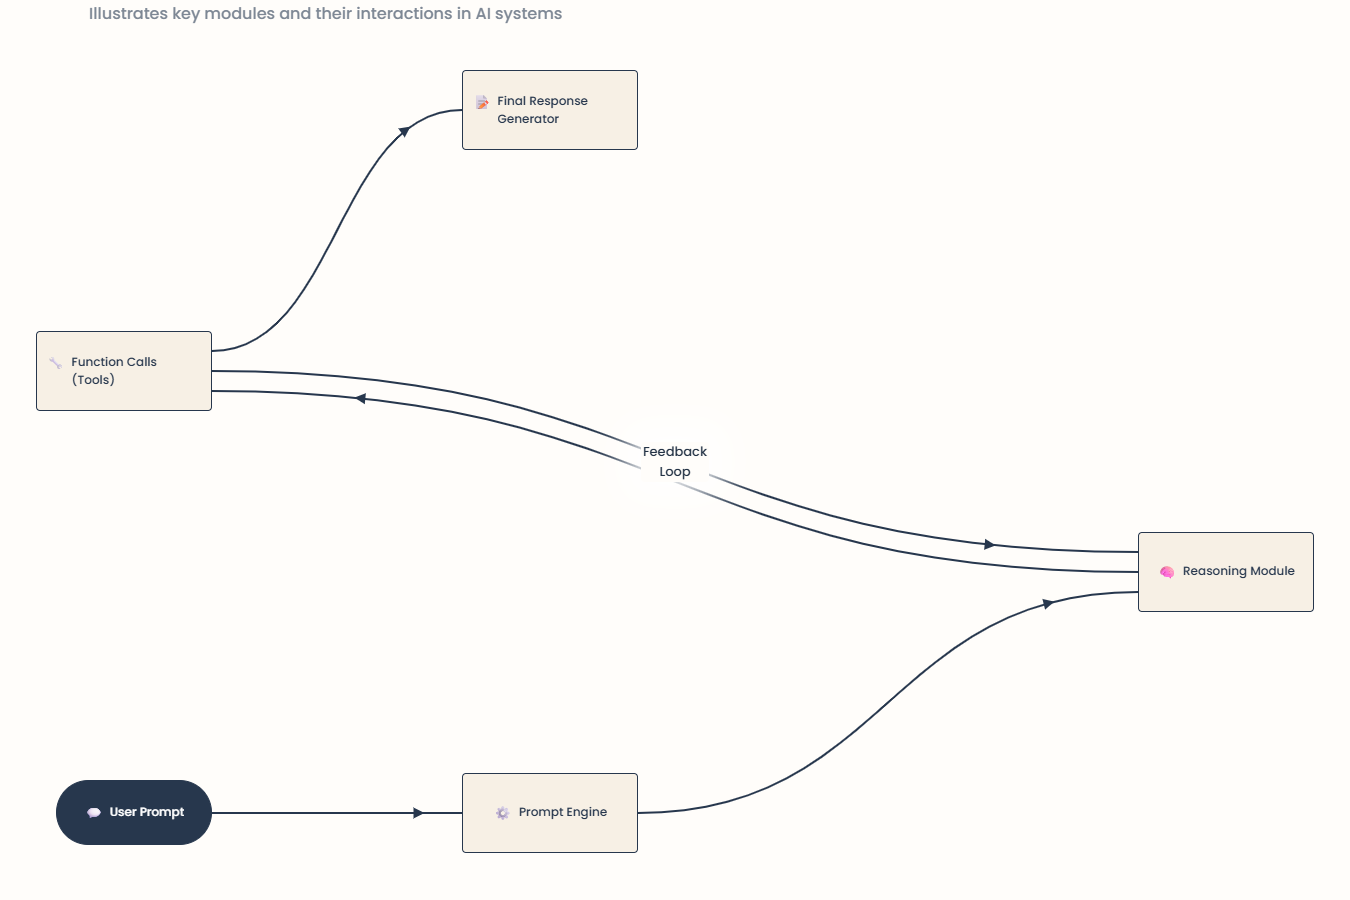 Illustrates key modules and their interactions in AI systems
Final Response
Generator
Function Calls
(Tools)
Feedback
Loop
Reasoning Module
User Prompt
Prompt Engine